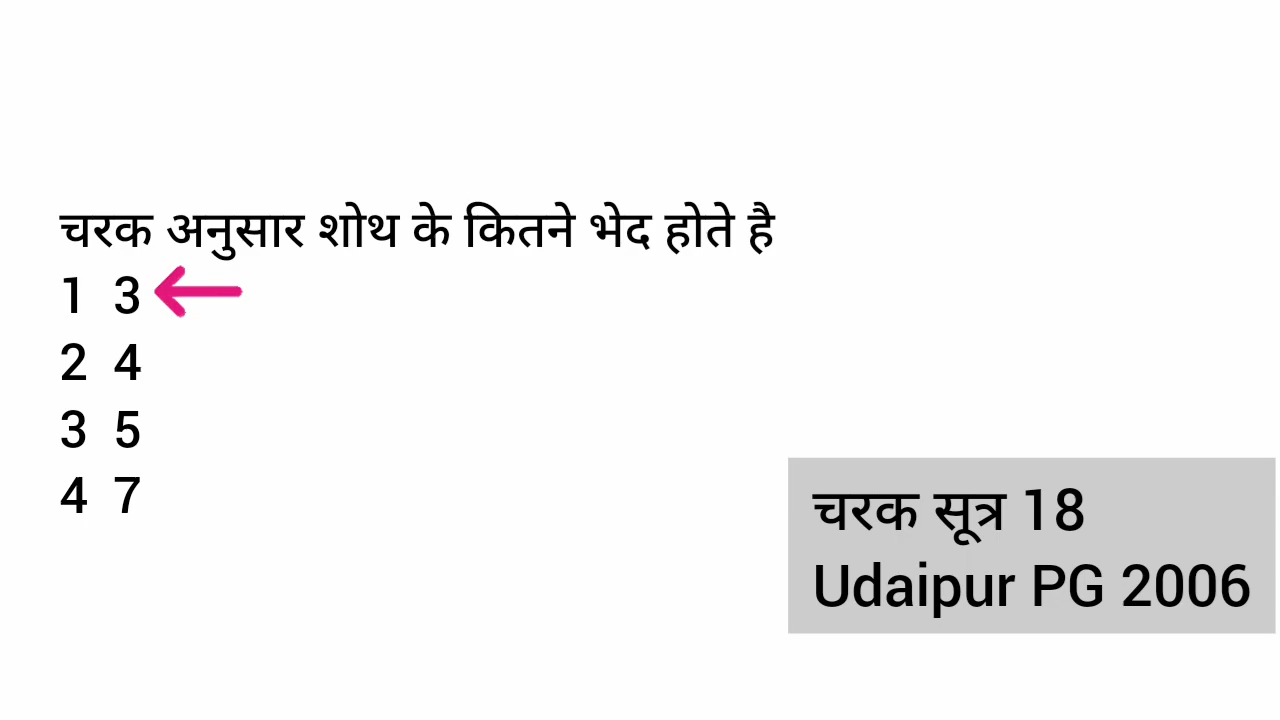 चरक अनुसार शोथ के कितने भेद होते है
1 3
2 4
3 5
4 7
चरक सूत्र 18
Udaipur PG 2006